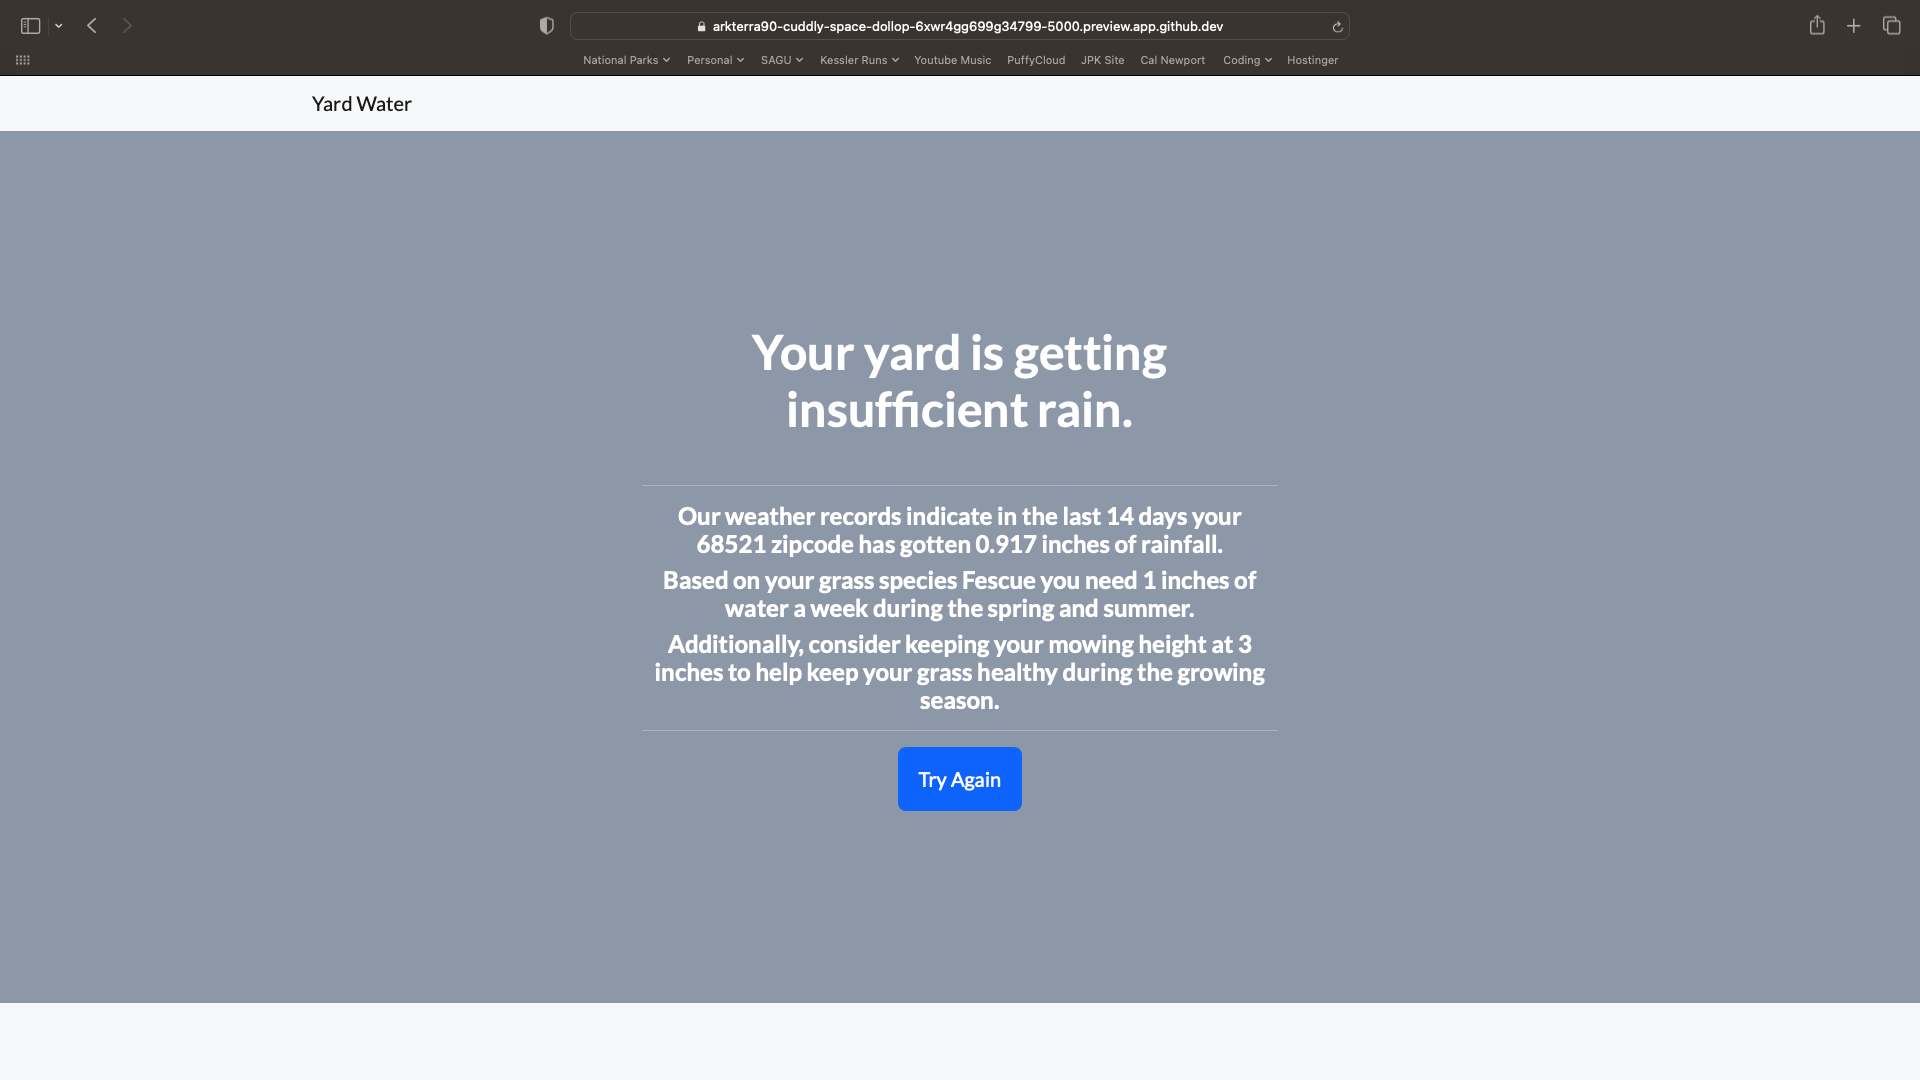 arkterra90-cuddly-space-dollop-6xwr4gg699g34799-5000.preview.app.github.dev
National Parks Personal SAGU Kessler Runs Youtube Music PuffyCloud JPK Site Cal Newport Coding Hostinger
Yard Water
Your yard is getting
insufficient rain.
Our weather records indicate in the last 14 days your
68521 zipcode has gotten 0.917 inches of rainfall.
Based on your grass species Fescue you need 1 inches of
water a week during the spring and summer.
Additionally, consider keeping your mowing height at 3
inches to help keep your grass healthy during the growing
season.
Try Again